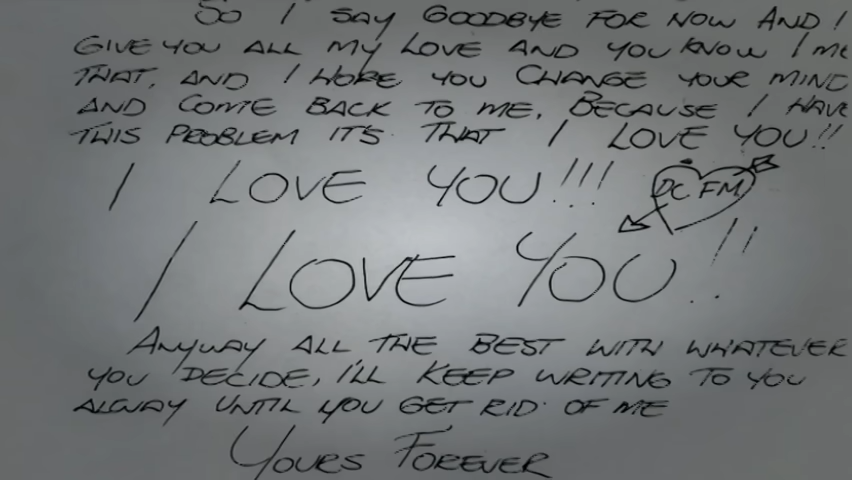 SO I SAY GOODBYE FOR NOW AND I
GIVE YOU ALL MY LOVE AND YOU KNOW I ME
THAT, AND I HOPE YOU CHANGE YOUR MIND
AND COME BACK TO ME, BECAUSE I HAVE
THIS PROBLEM IT'S THAT I LOVE YOU!!
I LOVE YOU!!! DC FM
I LOVE YOU!!
ANYWAY ALL THE BEST WITH WHATEVER
YOU DECIDE, I'LL KEEP WRITING TO YOU
ALWAY UNTIL YOU GET RID OF ME
YOURS FOREVER